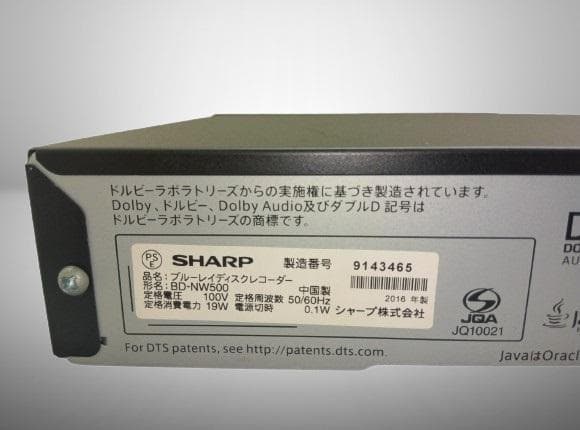 ドルビーラボラトリーズからの実施権に基づき製造されています。
Dolby、ドルビー、Dolby Audio及びダブルD 記号は
ドルビーラボラトリーズの商標です。
PS
E
SHARP 製造番号 9143465
品名: ブルーレイディスクレコーダー
形名: BD-NW500 中国製
定格電圧 100V 定格周波数 50/60Hz 2016 年製
定格消費電力 19W 電源切時 0.1W シャープ株式会社
JQA
JQ10021
For DTS patents, see http://patents.dts.com.
JavaはOracl